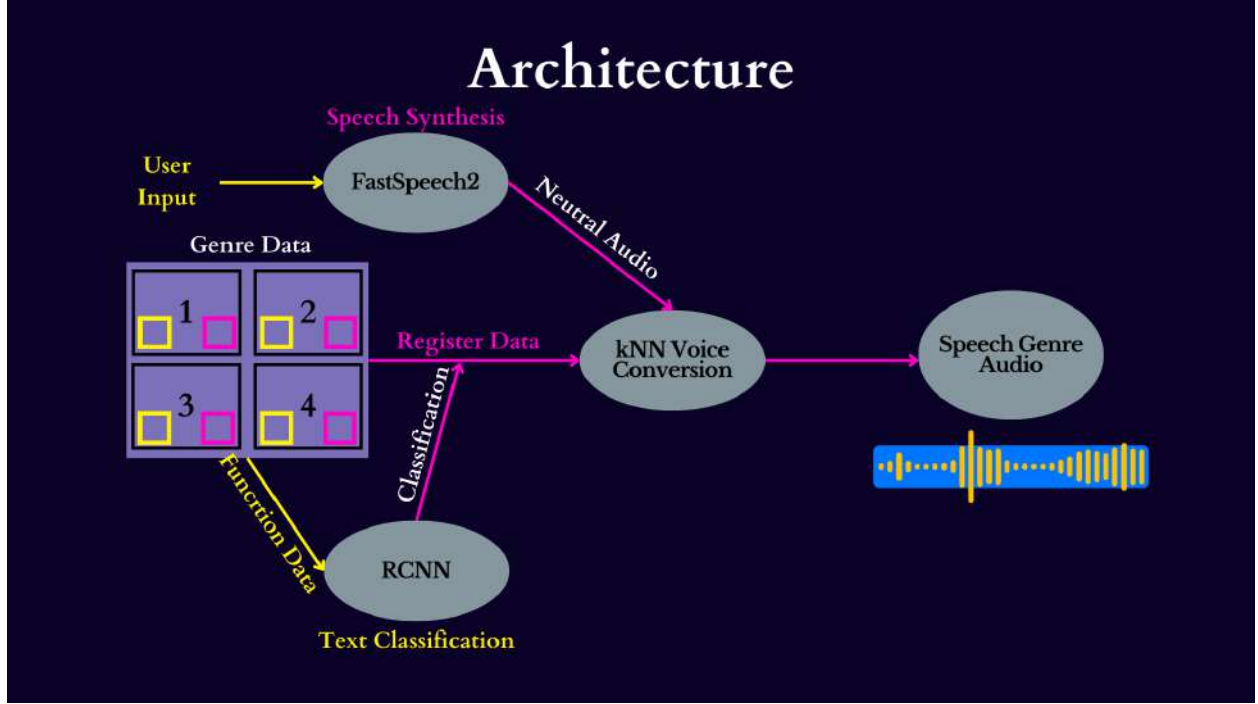 Architecture
Speech Synthesis
User
Input
FastSpeech2
Neutral Audio
Genre Data
1
2
3
4
Register Data
kNN Voice
Conversion
Speech Genre
Audio
Classification
Funcrtion Data
RCNN
Text Classification